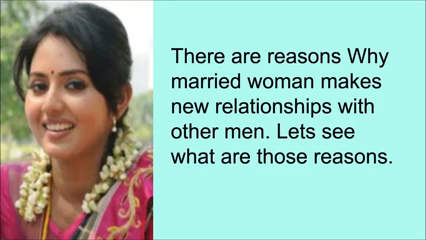 There are reasons Why
married woman makes
new relationships with
other men. Lets see
what are those reasons.